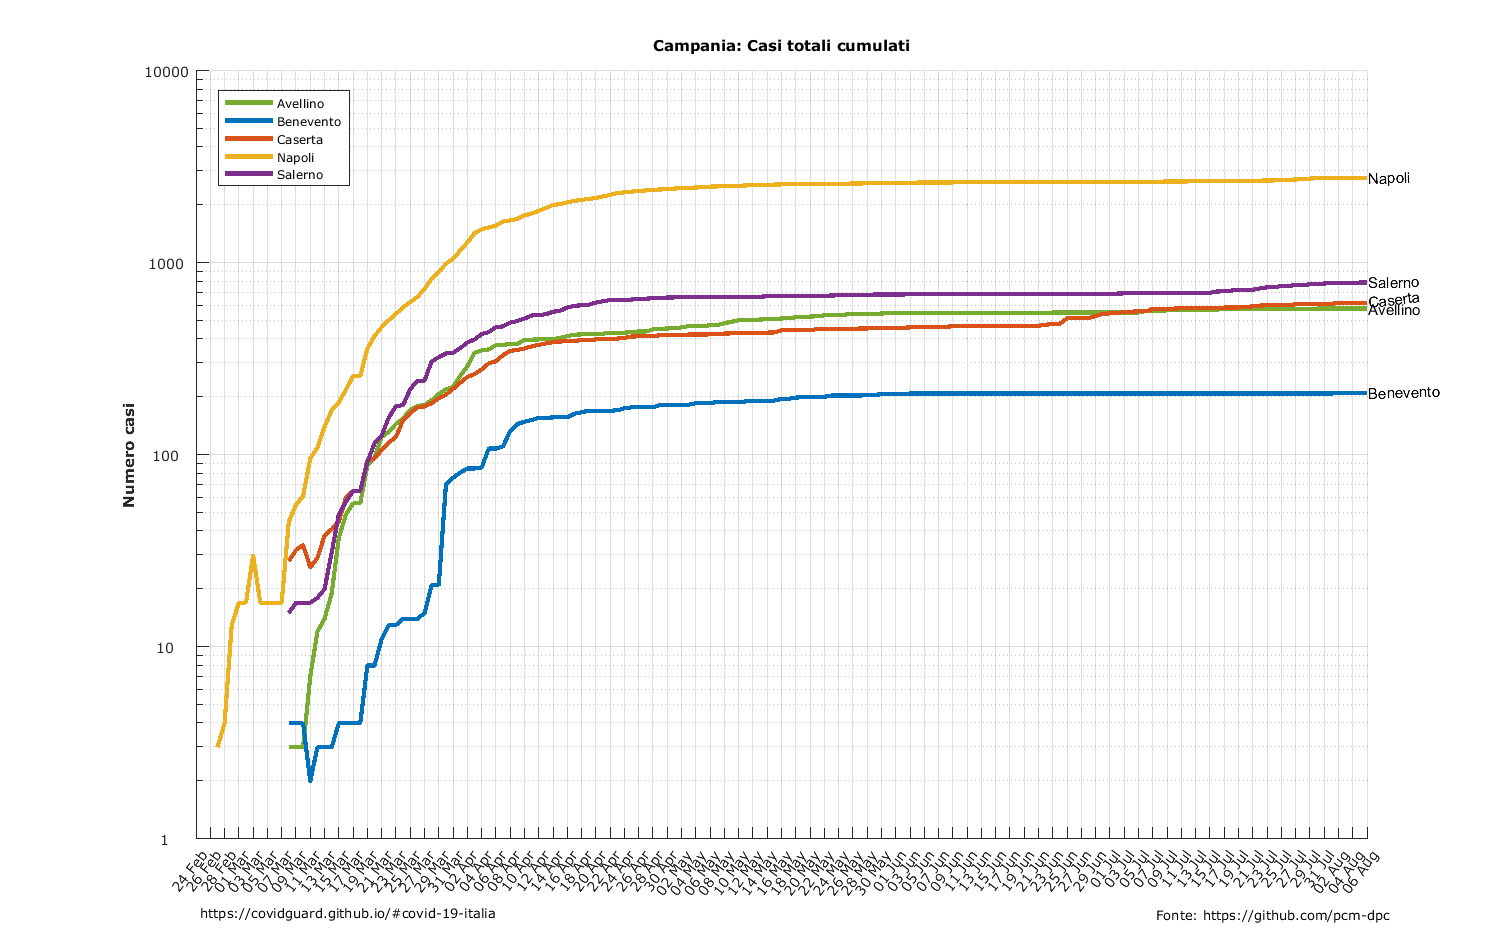 Campania: Casi totali cumulati
10000
1000
100
10
1
Numero casi
Avellino
Benevento
Caserta
Napoli
Salerno
Napoli
Salerno
Caserta
Avellino
Benevento
24 Feb
26 Feb
28 Feb
01 Mar
03 Mar
05 Mar
07 Mar
09 Mar
11 Mar
13 Mar
15 Mar
17 Mar
19 Mar
21 Mar
23 Mar
25 Mar
27 Mar
29 Mar
31 Mar
02 Apr
04 Apr
06 Apr
08 Apr
10 Apr
12 Apr
14 Apr
16 Apr
18 Apr
20 Apr
22 Apr
24 Apr
26 Apr
28 Apr
30 Apr
02 May
04 May
06 May
08 May
10 May
12 May
14 May
16 May
18 May
20 May
22 May
24 May
26 May
28 May
30 May
01 Jun
03 Jun
05 Jun
07 Jun
09 Jun
11 Jun
13 Jun
15 Jun
17 Jun
19 Jun
21 Jun
23 Jun
25 Jun
27 Jun
29 Jun
01 Jul
03 Jul
05 Jul
07 Jul
09 Jul
11 Jul
13 Jul
15 Jul
17 Jul
19 Jul
21 Jul
23 Jul
25 Jul
27 Jul
29 Jul
31 Jul
02 Aug
04 Aug
06 Aug
https://covidguard.github.io/#covid-19-italia
Fonte: https://github.com/pcm-dpc